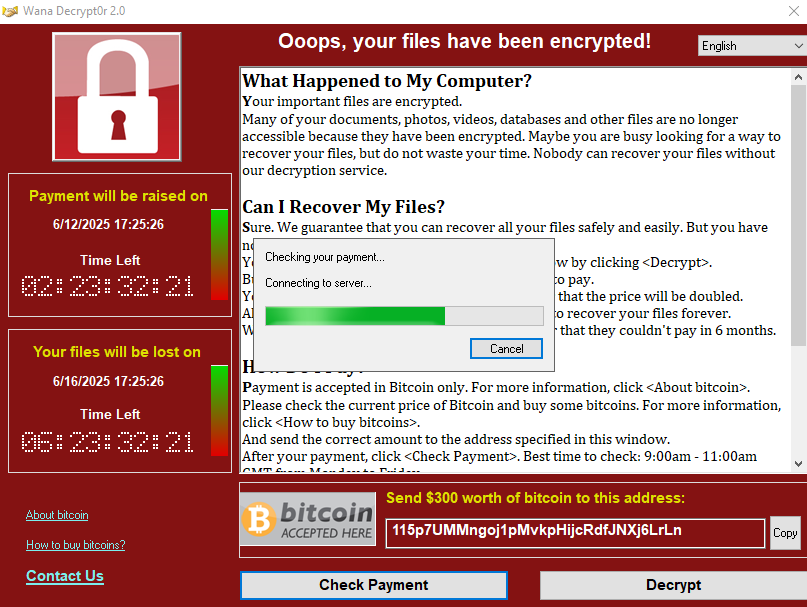 Wana Decrypt0r 2.0
Ooops, your files have been encrypted!
English
Payment will be raised on
6/12/2025 17:25:26
Time Left
02:23:32:21
Your files will be lost on
6/16/2025 17:25:26
Time Left
06:23:32:21
About bitcoin
How to buy bitcoins?
Contact Us
What Happened to My Computer?
Your important files are encrypted.
Many of your documents, photos, videos, databases and other files are no longer
accessible because they have been encrypted. Maybe you are busy looking for a way to
recover your files, but do not waste your time. Nobody can recover your files without
our decryption service.
Can I Recover My Files?
Sure. We guarantee that you can recover all your files safely and easily. But you have
by clicking <Decrypt>.
to pay.
that the price will be doubled.
to recover your files forever.
that they couldn't pay in 6 months.
Checking your payment...
Connecting to server...
Cancel
Payment is accepted in Bitcoin only. For more information, click <About bitcoin>.
Please check the current price of Bitcoin and buy some bitcoins. For more information,
click <How to buy bitcoins>.
And send the correct amount to the address specified in this window.
After your payment, click <Check Payment>. Best time to check: 9:00am - 11:00am
GMT from Monday to Friday.
bitcoin
ACCEPTED HERE
Send $300 worth of bitcoin to this address:
115p7UMMngoj1pMvkpHijcRdfJNXj6LrLn
Copy
Check Payment
Decrypt